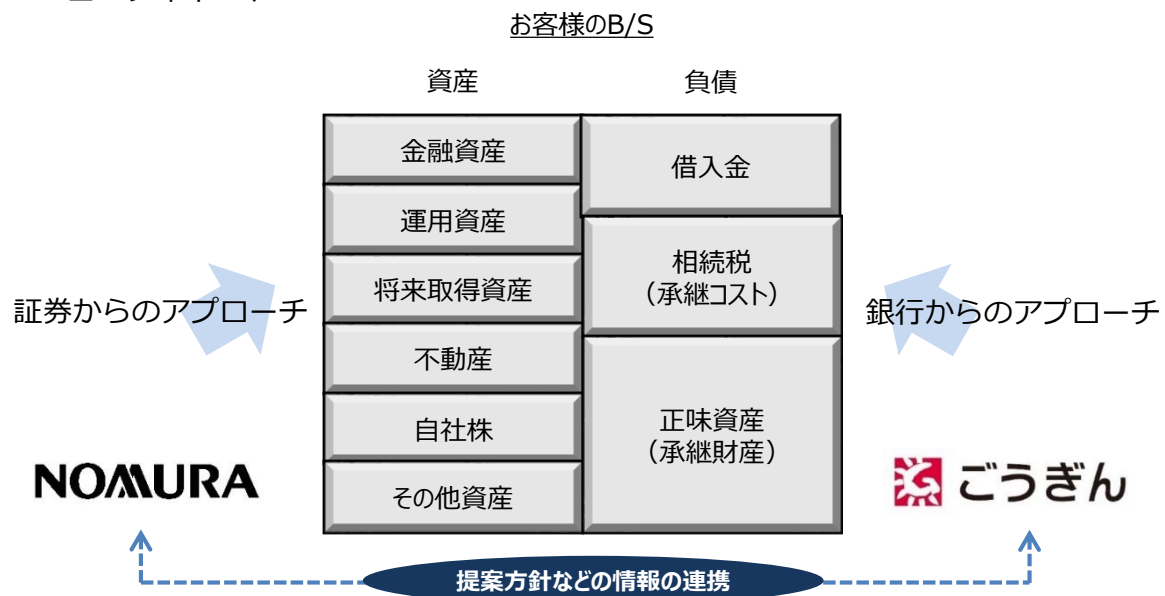 お客様のB/S
資産
負債
金融資産
運用資産
将来取得資産
不動産
自社株
その他資産
借入金
相続税
（承継コスト）
正味資産
（承継財産）
証券からのアプローチ
銀行からのアプローチ
NOMURA
ごうぎん
提案方針などの情報の連携